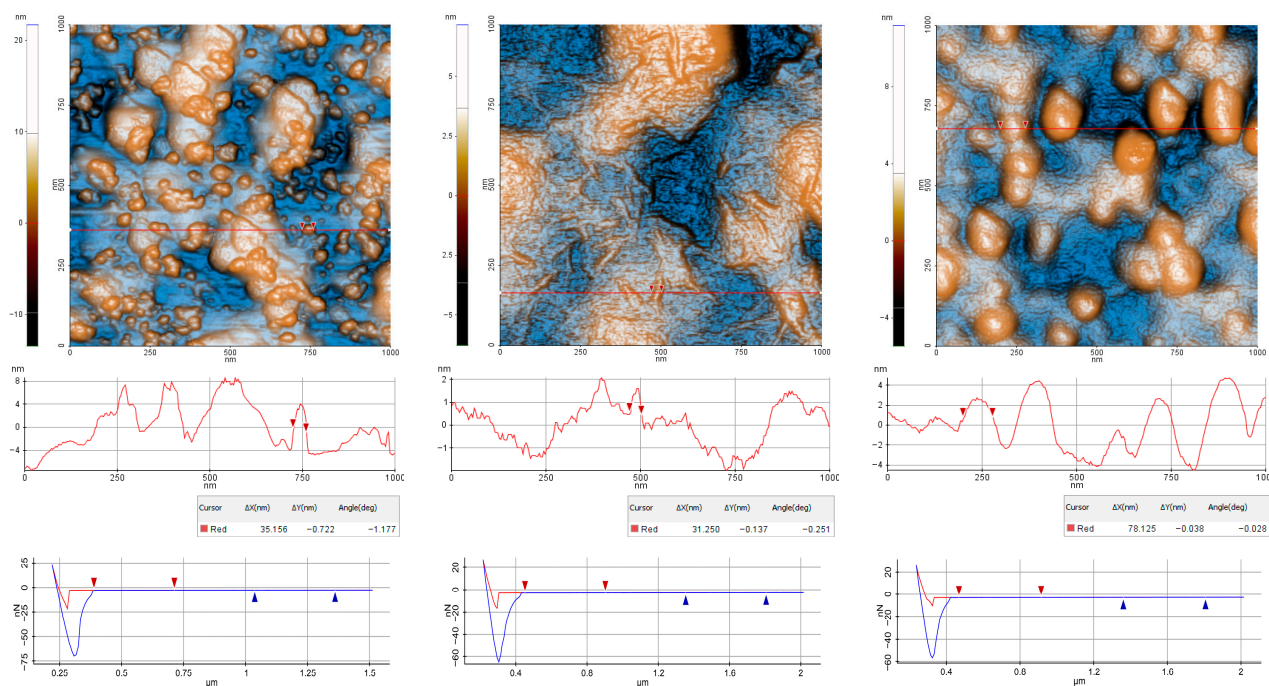 nm
20
10
0
−10
1000
750
nm
500
250
0
0 250 500 750 1000
nm
nm
5
2.5
0
−2.5
−5
1000
750
nm
500
250
0
0 250 500 750 1000
nm
nm
8
4
0
−4
1000
750
nm
500
250
0
0 250 500 750 1000
nm
nm
8
4
0
−4
0 250 500 750 1000
nm
nm
2
1
0
−1
0 250 500 750 1000
nm
nm
4
2
0
−2
−4
0 250 500 750 1000
nm
Cursor ΔX(nm) ΔY(nm) Angle(deg)
Red 35.156 −0.722 −1.177
Cursor ΔX(nm) ΔY(nm) Angle(deg)
Red 31.250 −0.137 −0.251
Cursor ΔX(nm) ΔY(nm) Angle(deg)
Red 78.125 −0.038 −0.028
25
0
nN
−25
−50
−75
0.25 0.5 1 1.5
µm
20
0
nN
−20
−40
−60
0.4 0.8 1.2 1.6 2
µm
20
0
nN
−20
−40
−60
0.4 0.8 1.2 1.6 2
µm